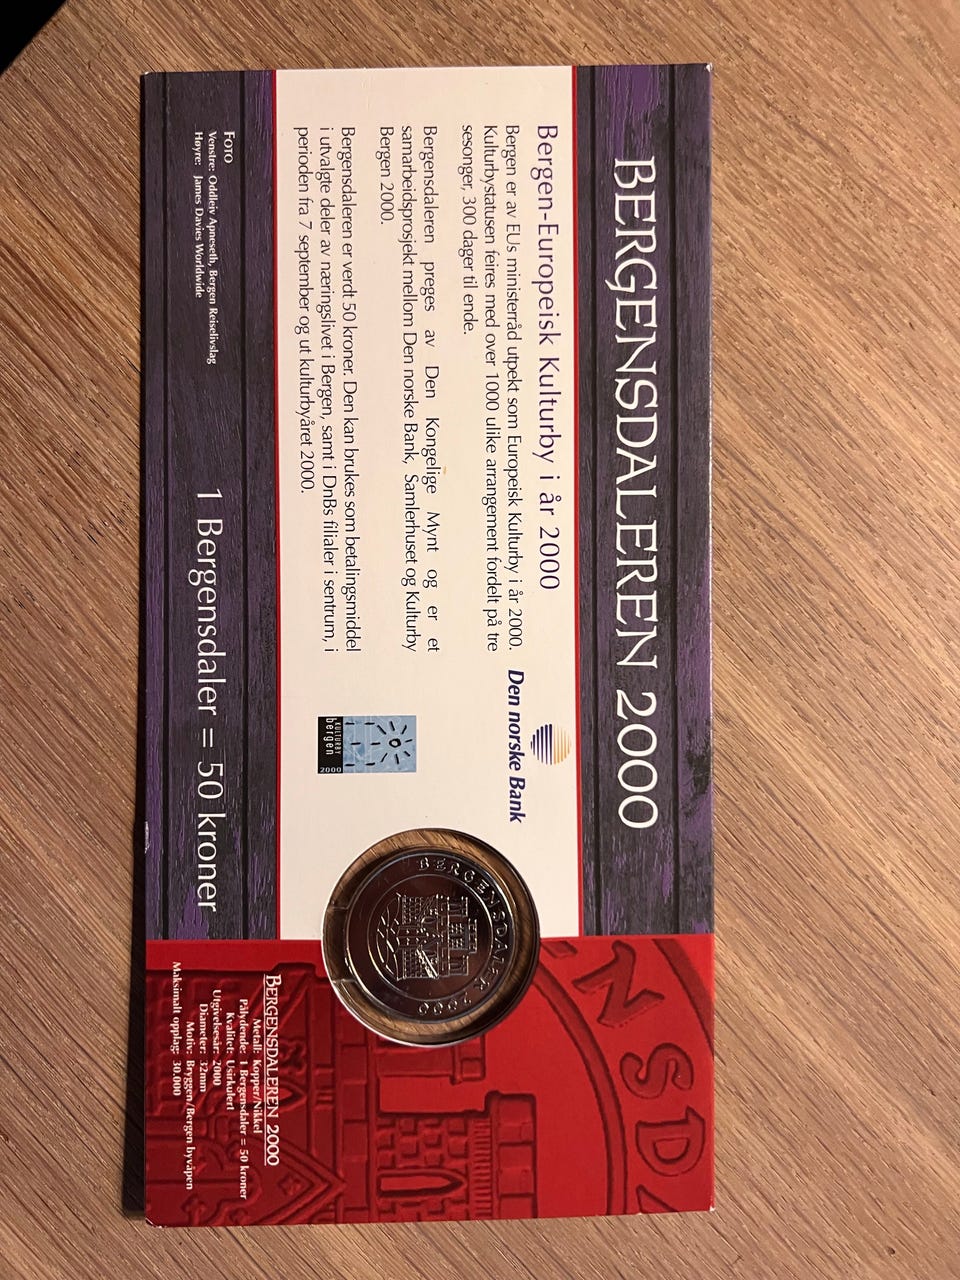 BERGENSDALEREN 2000
Bergen-Europeisk Kulturby i år 2000
Bergen er av EUs ministerråd utpekt som Europeisk Kulturby i år 2000.
Kulturbystatusen feires med over 1000 ulike arrangement fordelt på tre
sesonger, 300 dager til ende.
Bergensdaleren preges av Den Kongelige Mynt og er et
samarbeidsprosjekt mellom Den norske Bank, Samlerhuset og Kulturby
Bergen 2000.
Bergensdaleren er verdt 50 kroner. Den kan brukes som betalingsmiddel
i utvalgte deler av næringslivet i Bergen, samt i DnBs filialer i sentrum, i
perioden fra 7 september og ut kulturbyåret 2000.
Den norske Bank
KULTURBY
bergen
2000
BERGENSDALER 2000
NSDA
FOTO
Venstre: Oddleiv Apneseth, Bergen Reiselivslag
Høyre: James Davies Worldwide
1 Bergensdaler = 50 kroner
BERGENSDALEREN 2000
Metall: Kopper/Nikkel
Pålydende: 1 Bergensdaler = 50 kroner
Kvalitet: Usirkulert
Utgivelsesår: 2000
Diameter: 32mm
Motiv: Bryggen/Bergen byvåpen
Maksimalt opplag: 30.000